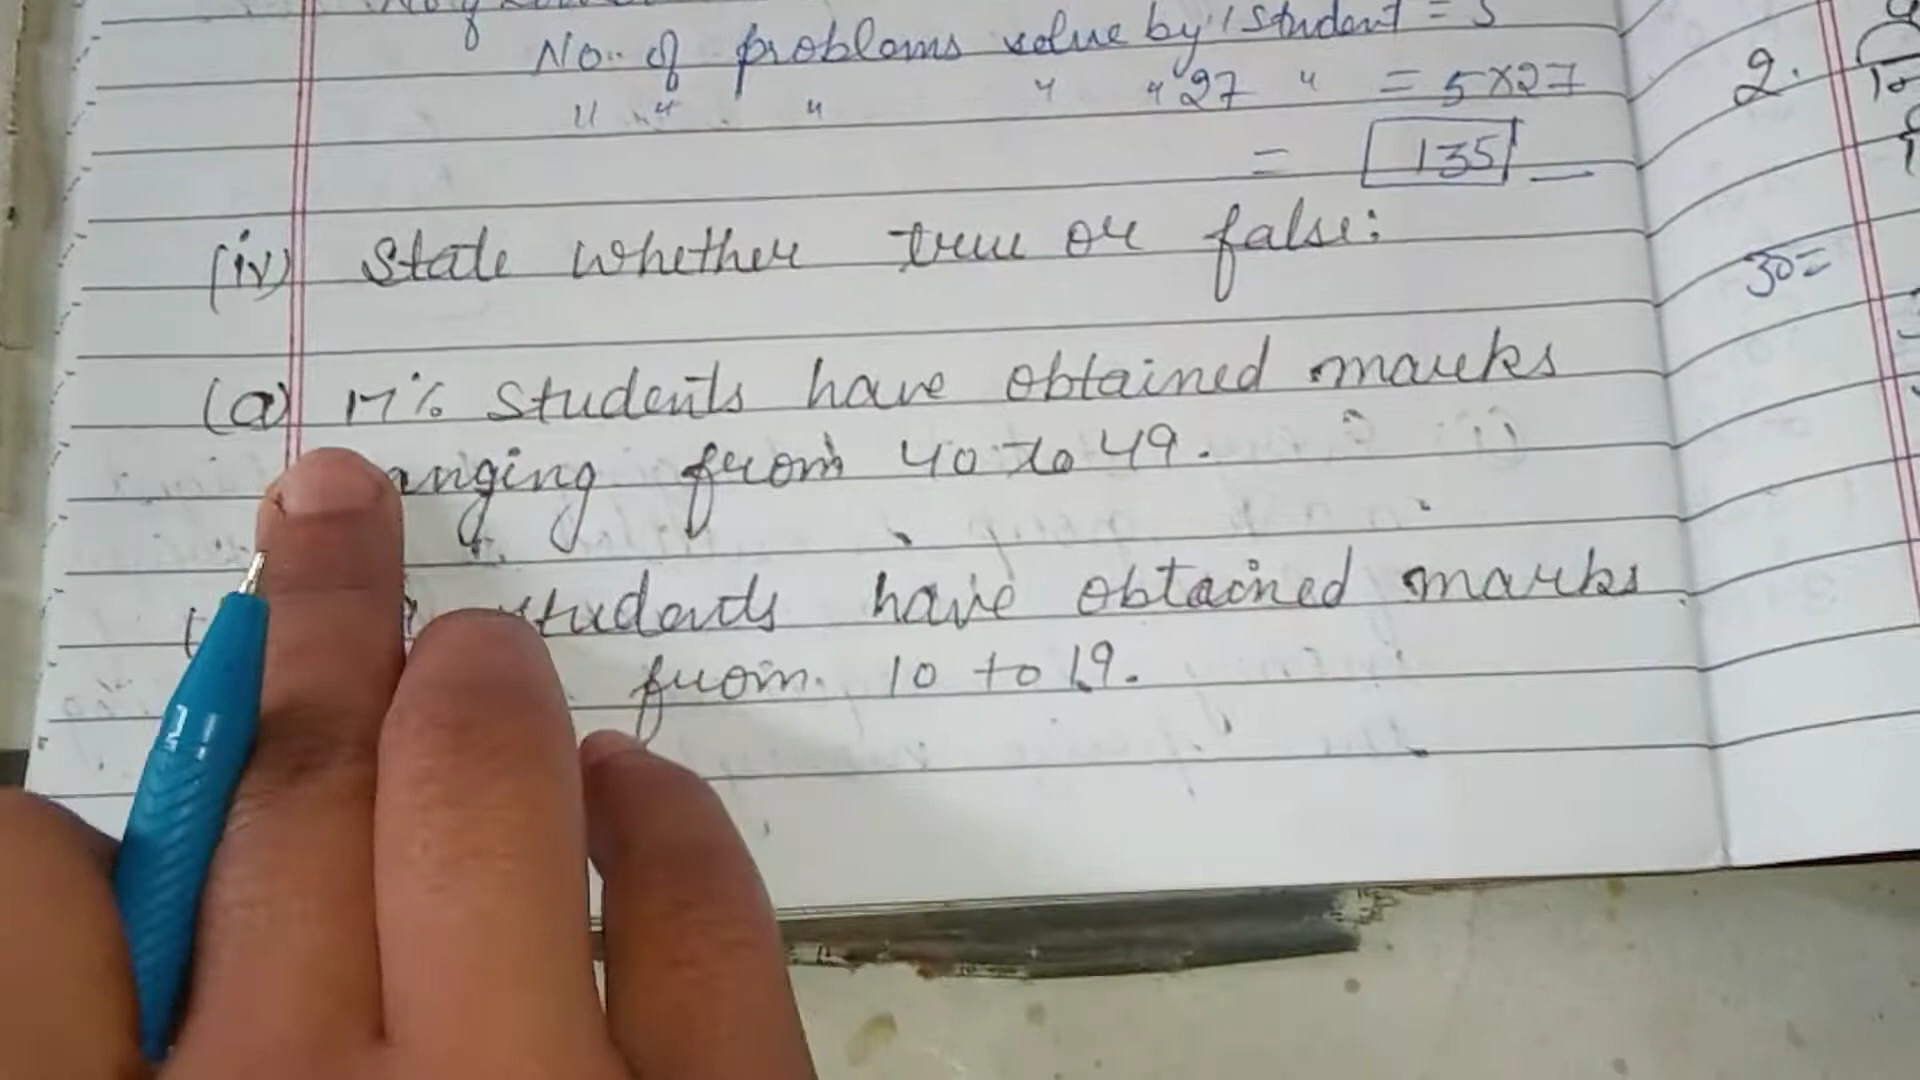 No. of problems solve by 1 student = 5
" " " " " 27 " = 5×27
= 135
(iv) State whether true or false:
(a) 17% students have obtained marks
anging from 40 to 49.
students have obtained marks
from 10 to 19.
2.
30=